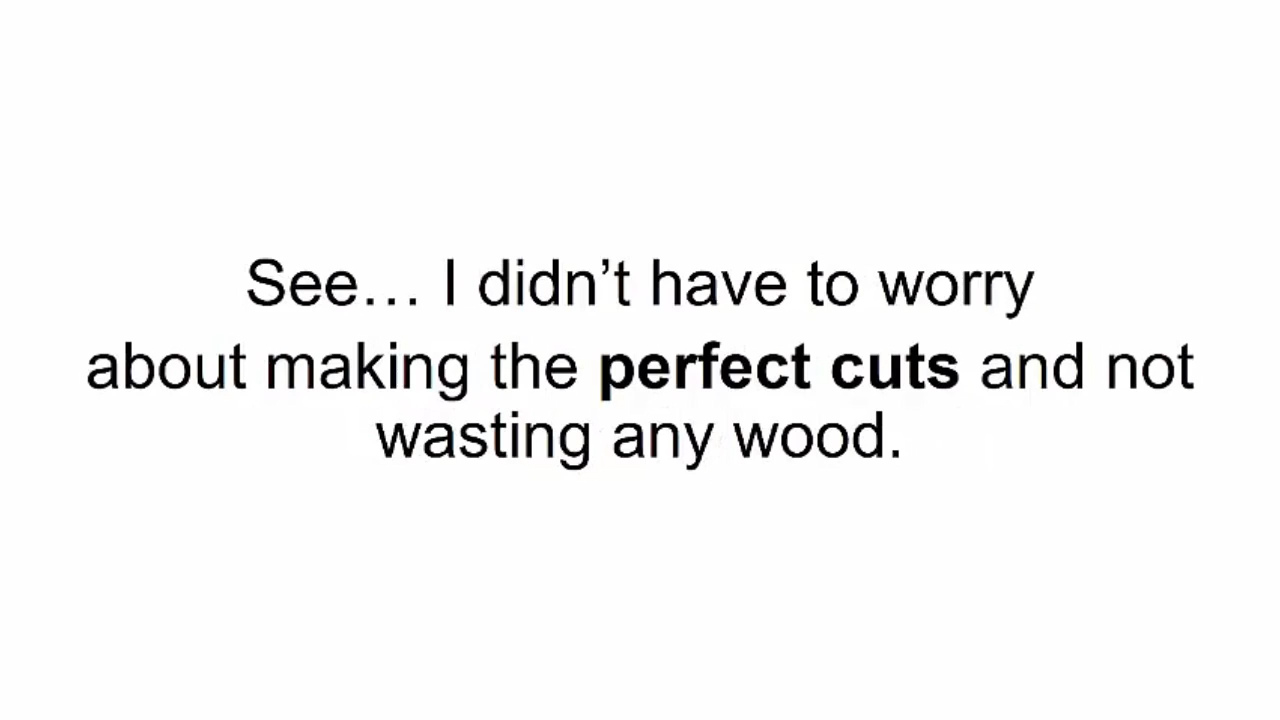 See… I didn’t have to worry
about making the perfect cuts and not
wasting any wood.